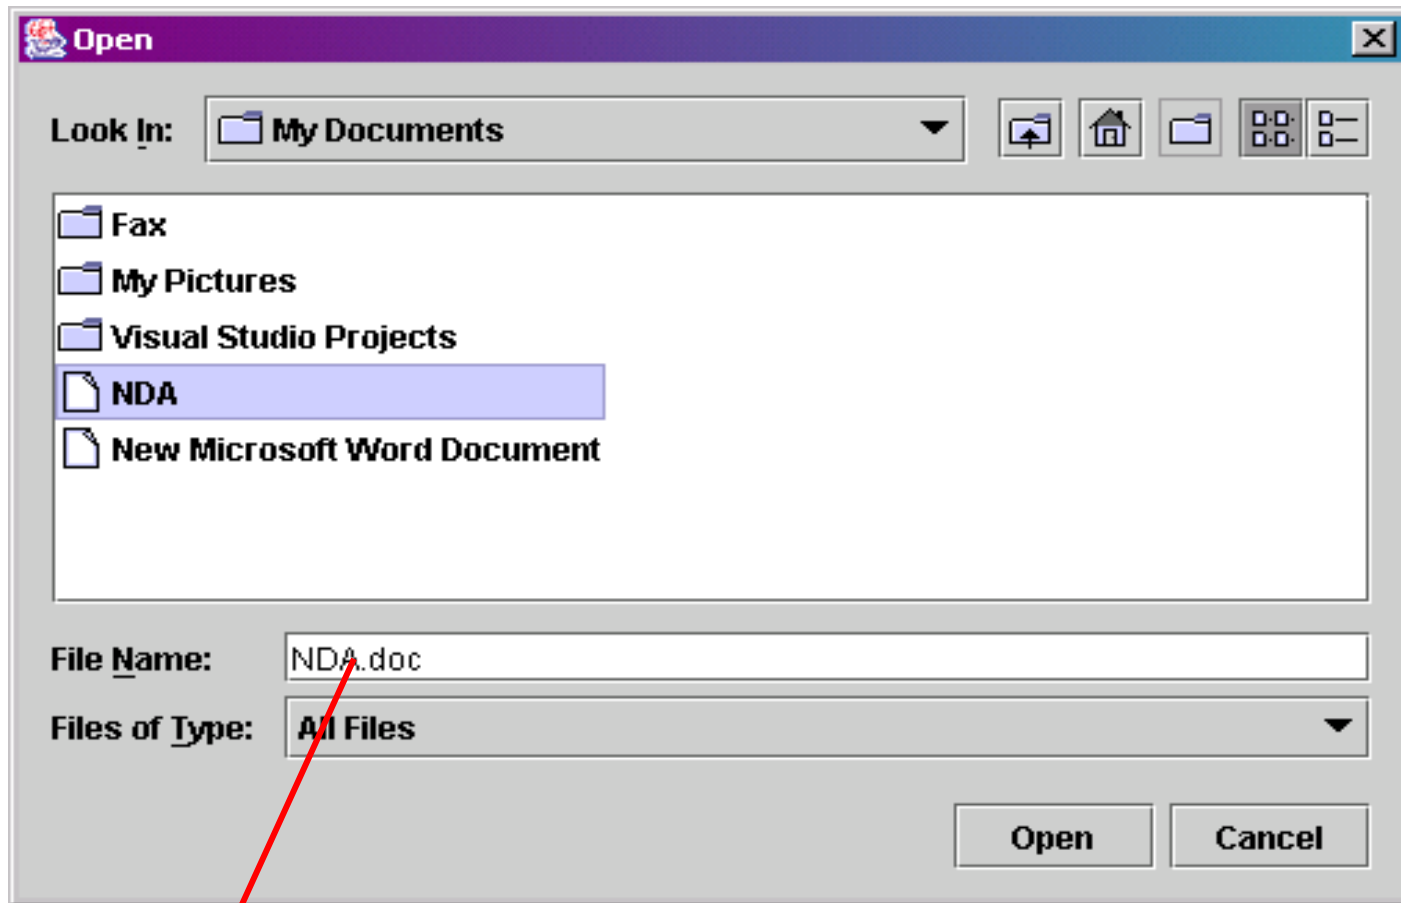 Open
Look In: My Documents
Fax
My Pictures
Visual Studio Projects
NDA
New Microsoft Word Document
File Name: NDA.doc
Files of Type: All Files
Open Cancel